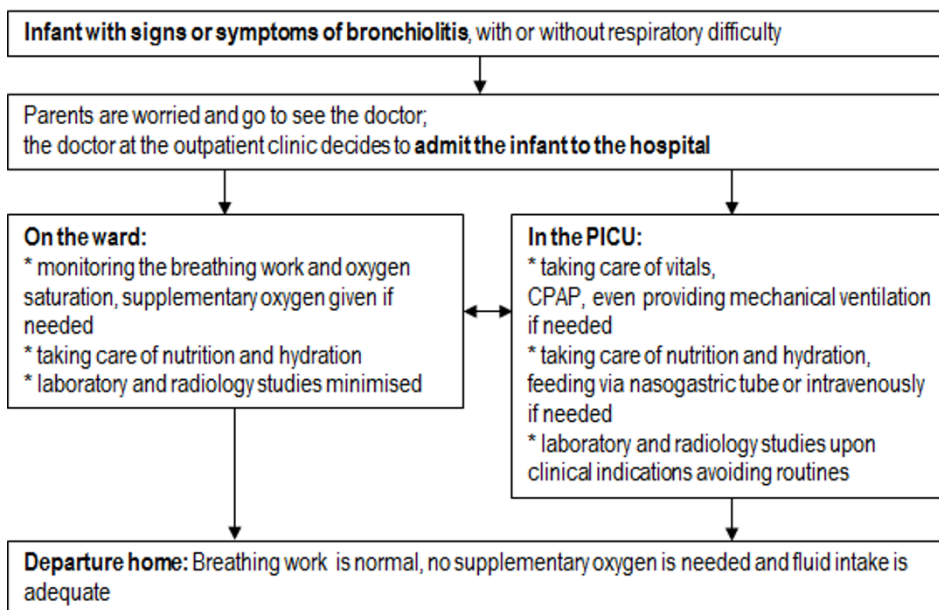 Infant with signs or symptoms of bronchiolitis, with or without respiratory difficulty
Parents are worried and go to see the doctor;
the doctor at the outpatient clinic decides to admit the infant to the hospital
On the ward:
* monitoring the breathing work and oxygen
saturation, supplementary oxygen given if
needed
* taking care of nutrition and hydration
* laboratory and radiology studies minimised
In the PICU:
* taking care of vitals,
CPAP, even providing mechanical ventilation
if needed
* taking care of nutrition and hydration,
feeding via nasogastric tube or intravenously
if needed
* laboratory and radiology studies upon
clinical indications avoiding routines
Departure home: Breathing work is normal, no supplementary oxygen is needed and fluid intake is
adequate